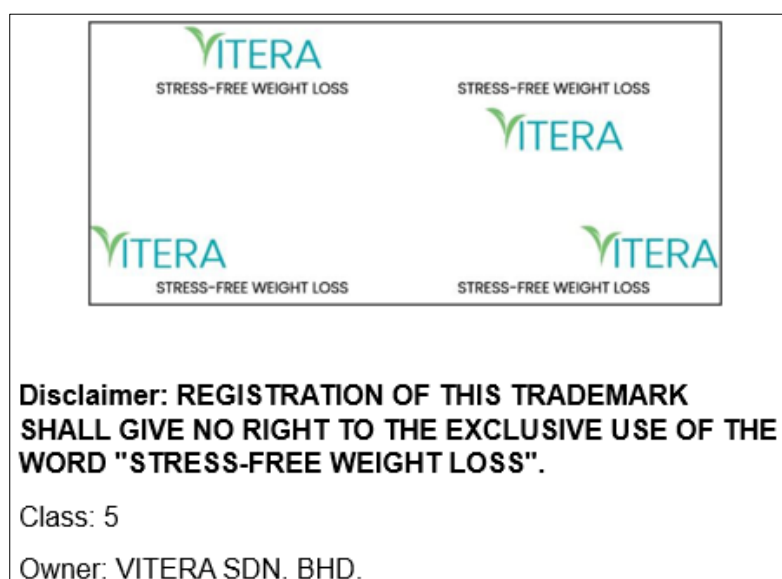 VITERA
STRESS-FREE WEIGHT LOSS STRESS-FREE WEIGHT LOSS
VITERA
VITERA VITERA
STRESS-FREE WEIGHT LOSS STRESS-FREE WEIGHT LOSS
Disclaimer: REGISTRATION OF THIS TRADEMARK
SHALL GIVE NO RIGHT TO THE EXCLUSIVE USE OF THE
WORD "STRESS-FREE WEIGHT LOSS".
Class: 5
Owner: VITERA SDN. BHD.